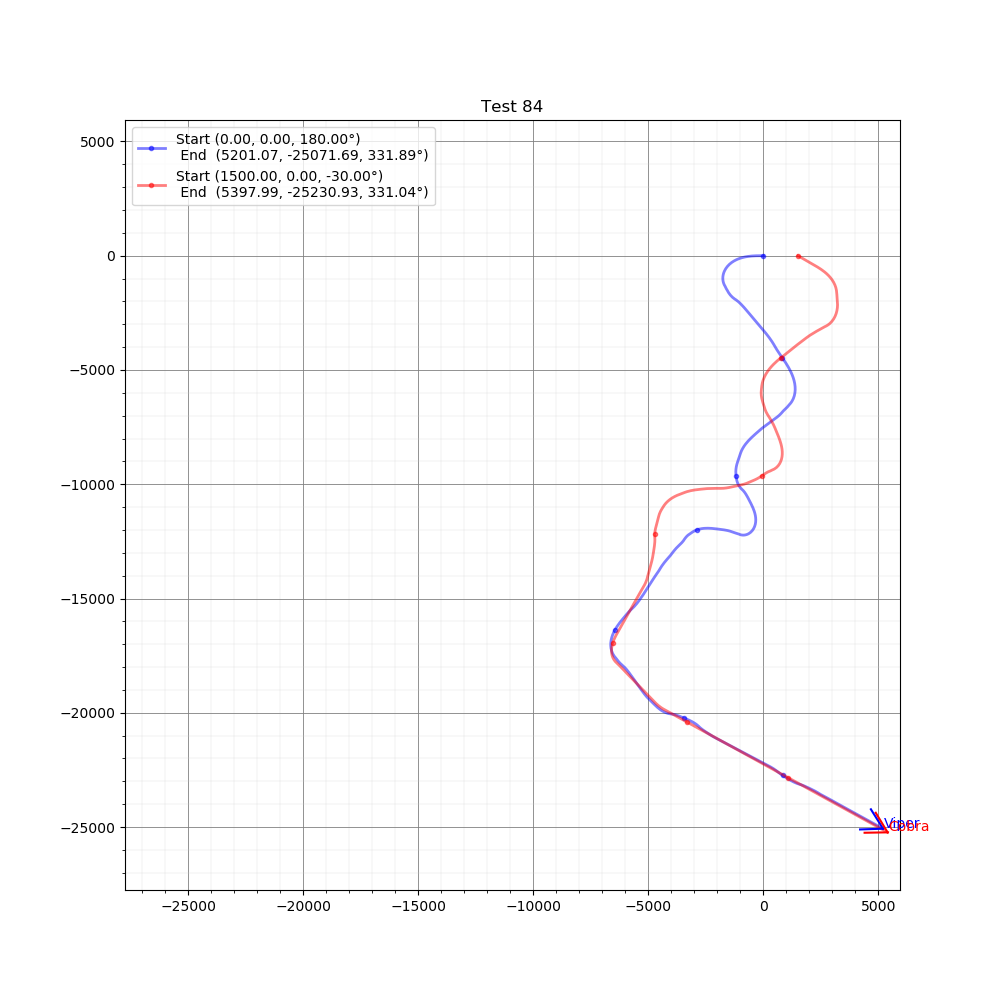 Test 84
Start (0.00, 0.00, 180.00°)
End  (5201.07, -25071.69, 331.89°)
Start (1500.00, 0.00, -30.00°)
End  (5397.99, -25230.93, 331.04°)
5000
0
−5000
−10000
−15000
−20000
−25000
Viper
Cobra
−25000
−20000
−15000
−10000
−5000
0
5000